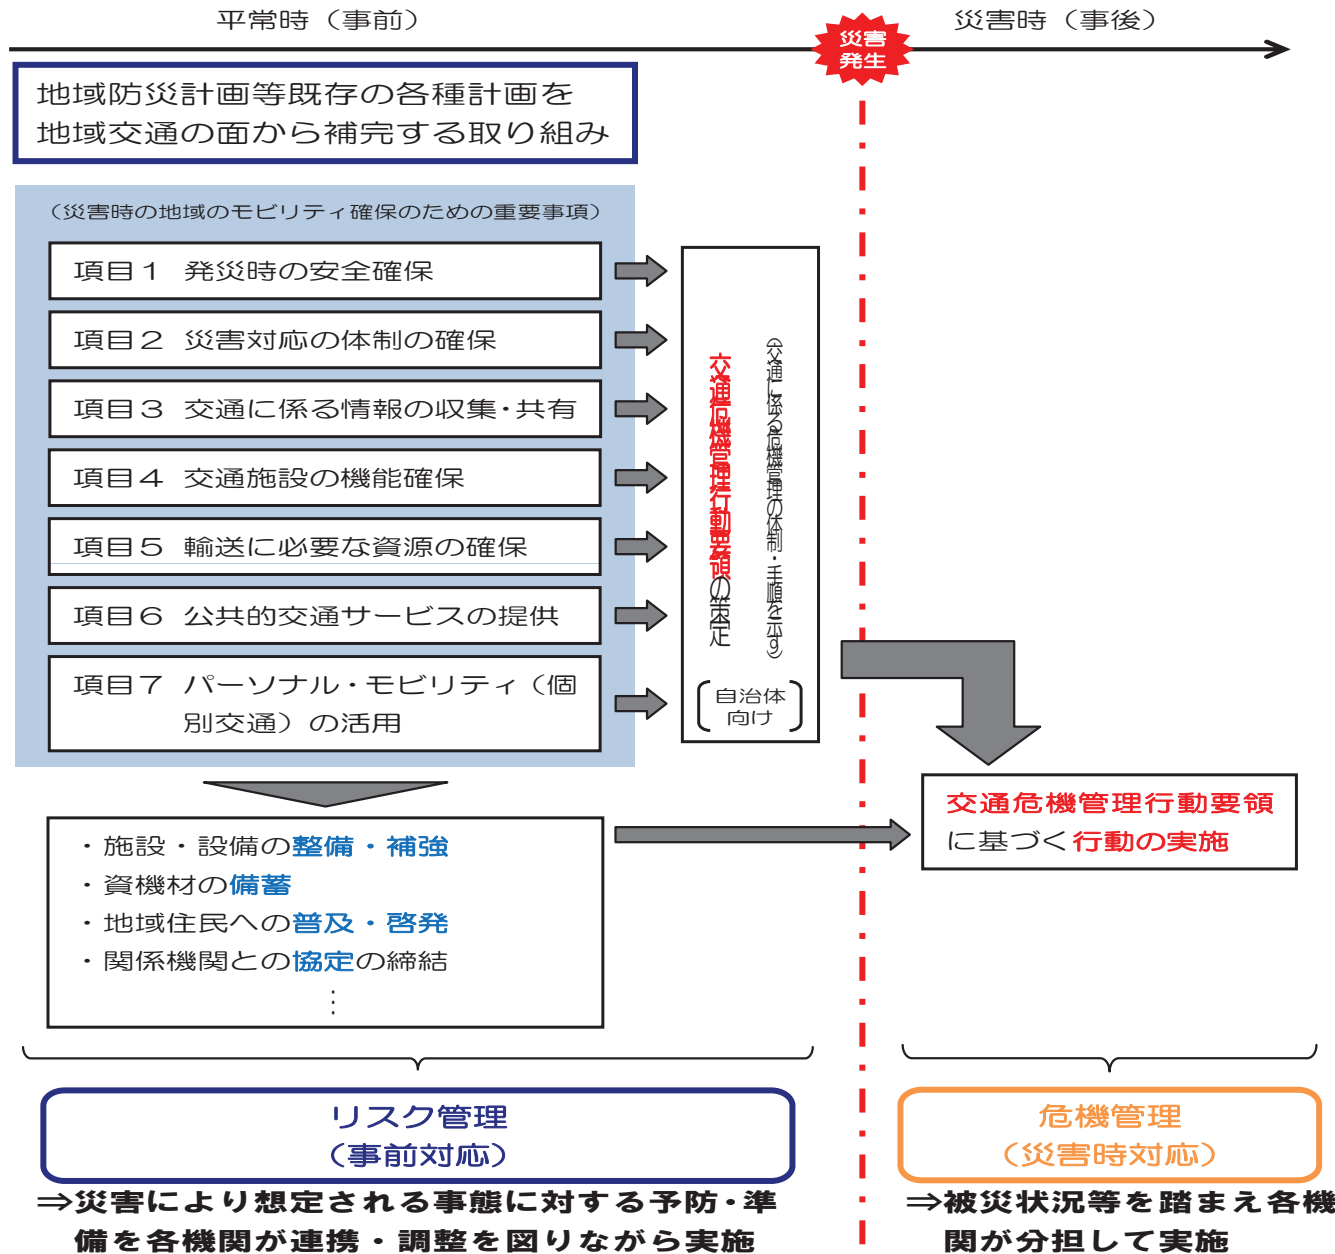 平常時（事前）
災害
発生
災害時（事後）
地域防災計画等既存の各種計画を
地域交通の面から補完する取り組み
（災害時の地域のモビリティ確保のための重要事項）
項目1 発災時の安全確保
項目2 災害対応の体制の確保
項目3 交通に係る情報の収集・共有
項目4 交通施設の機能確保
項目5 輸送に必要な資源の確保
項目6 公共的交通サービスの提供
項目7 パーソナル・モビリティ（個
別交通）の活用
交通危機管理行動要領の策定
（交通に係る危機管理の体制・手順を示す）
〔自治体
向け〕
・施設・設備の整備・補強
・資機材の備蓄
・地域住民への普及・啓発
・関係機関との協定の締結
⋮
交通危機管理行動要領
に基づく行動の実施
リスク管理
（事前対応）
⇒災害により想定される事態に対する予防・準
備を各機関が連携・調整を図りながら実施
危機管理
（災害時対応）
⇒被災状況等を踏まえ各機
関が分担して実施